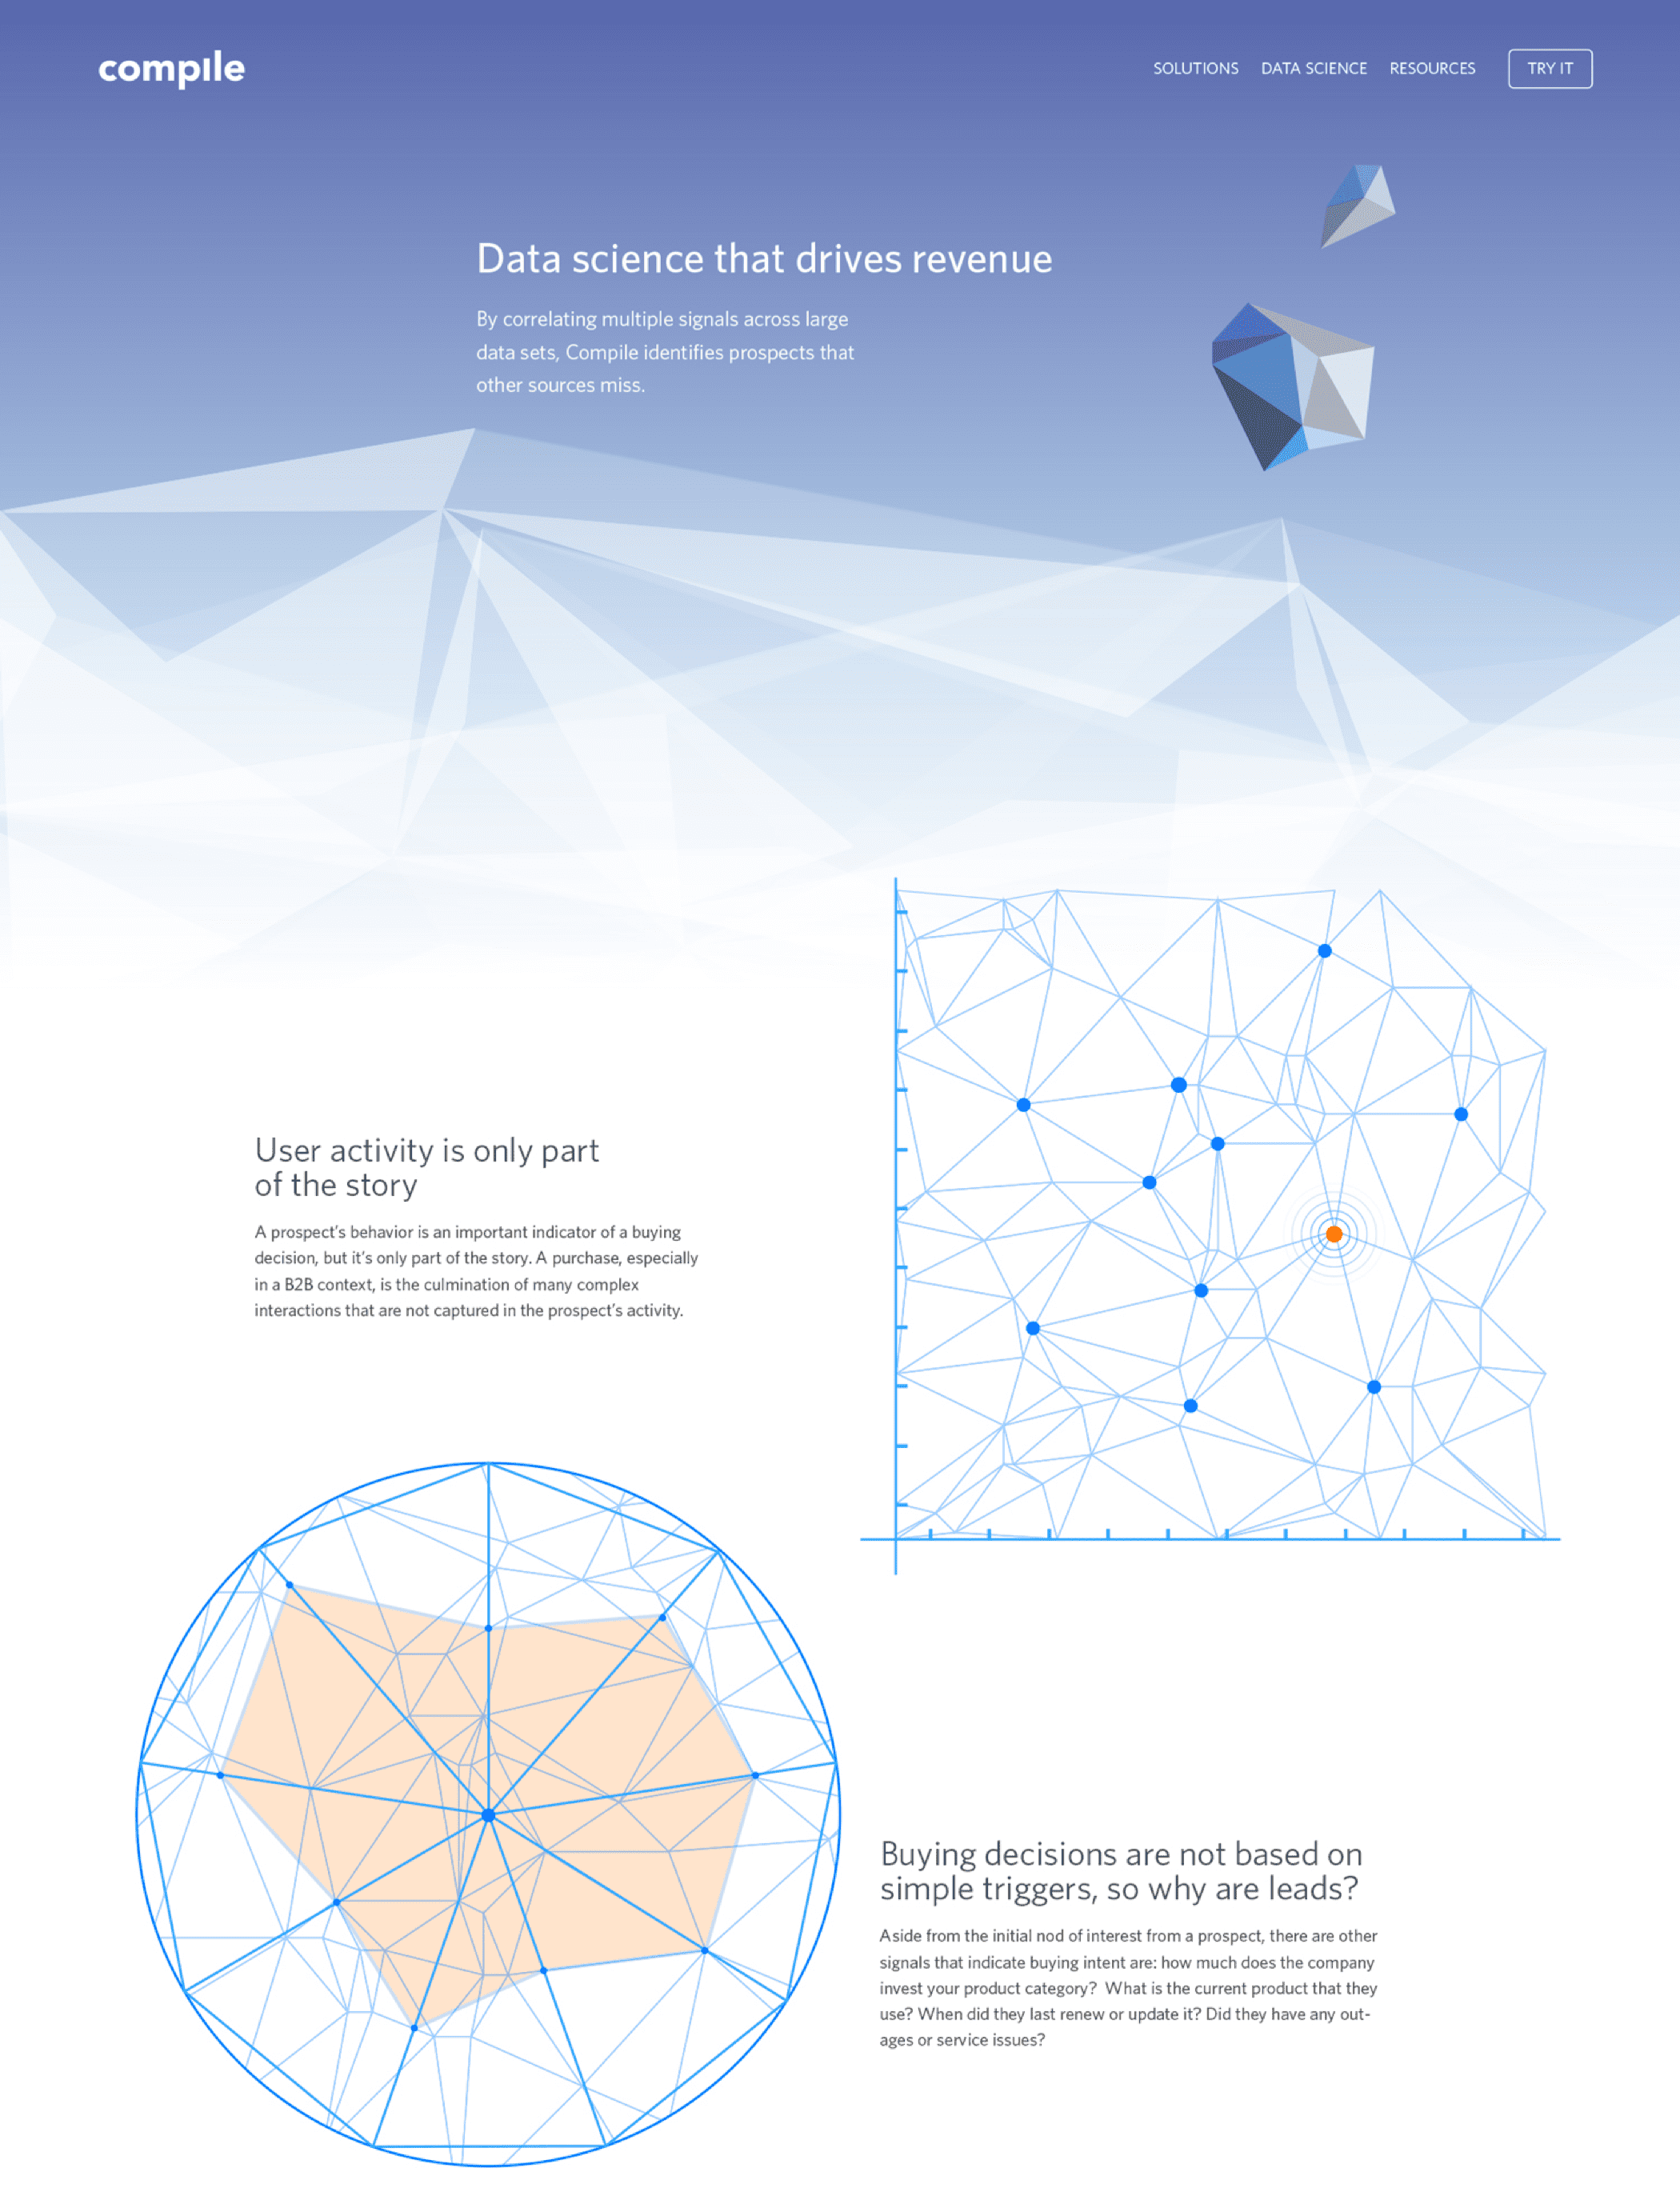 compile
SOLUTIONS DATA SCIENCE RESOURCES TRY IT
Data science that drives revenue
By correlating multiple signals across large
data sets, Compile identifies prospects that
other sources miss.
User activity is only part
of the story
A prospect's behavior is an important indicator of a buying
decision, but it's only part of the story. A purchase, especially
in a B2B context, is the culmination of many complex
interactions that are not captured in the prospect's activity.
Buying decisions are not based on
simple triggers, so why are leads?
Aside from the initial nod of interest from a prospect, there are other
signals that indicate buying intent are: how much does the company
invest your product category? What is the current product that they
use? When did they last renew or update it? Did they have any out-
ages or service issues?